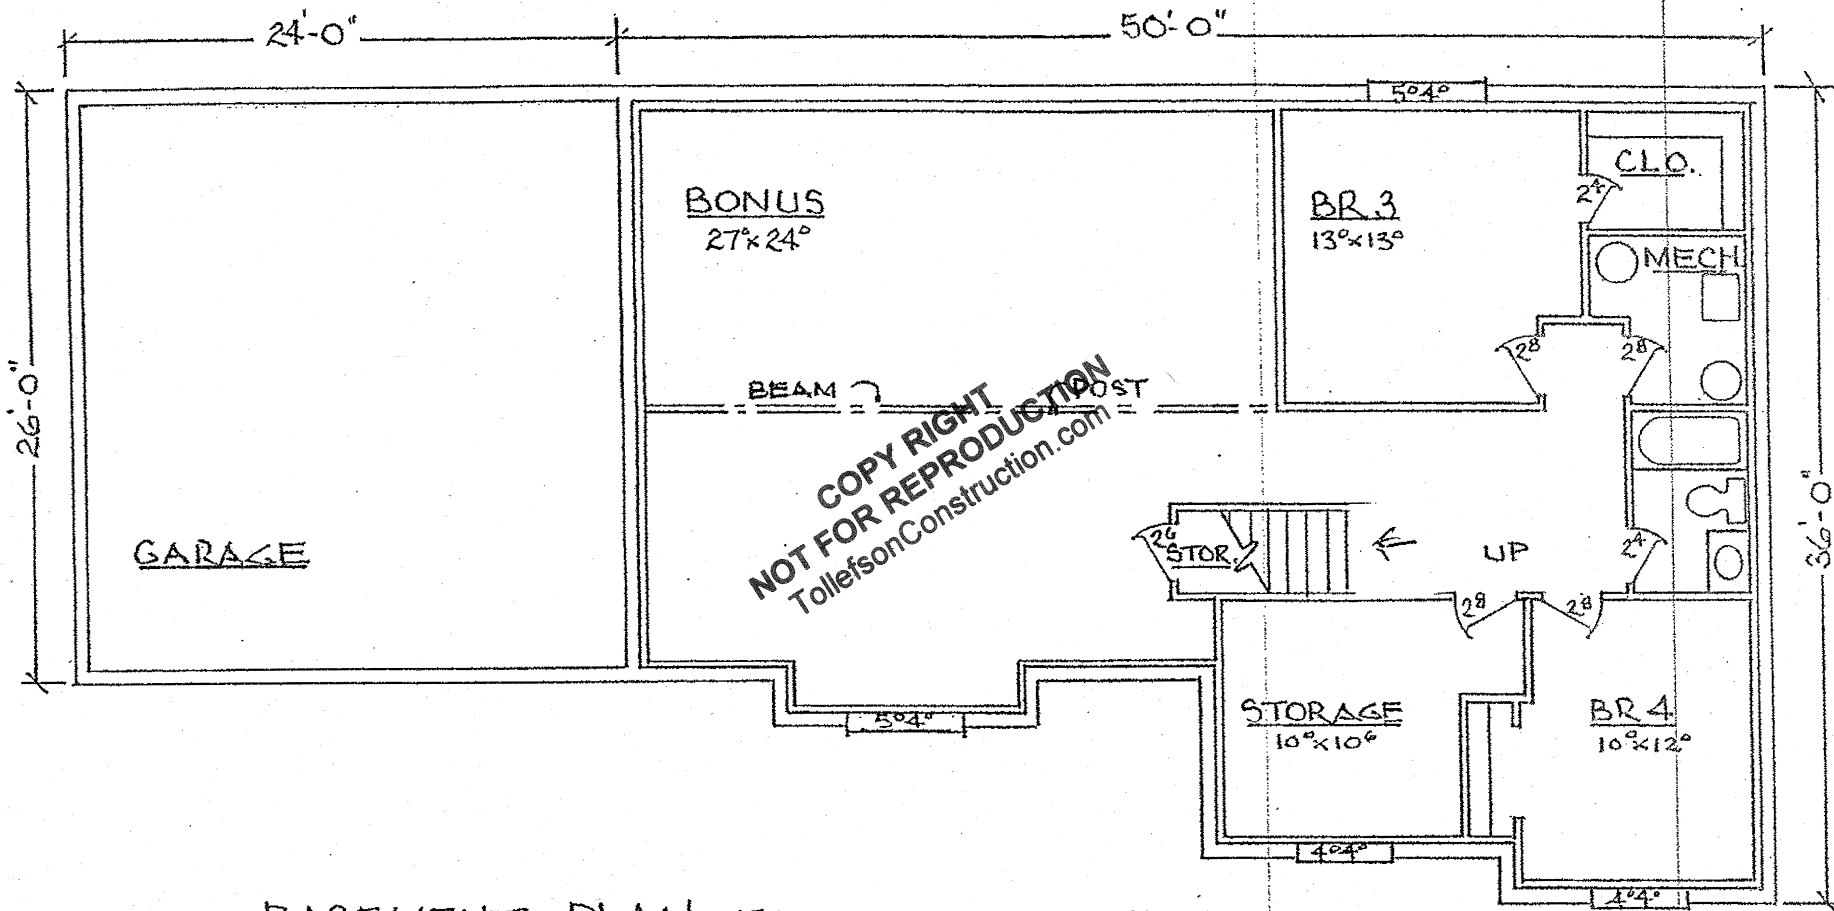 24'-0"
50'-0"
26'-0"
36'-0"
5⁰4⁰
BONUS
27⁰x24⁰
BR.3
13⁰x13⁰
CLO.
2⁴
MECH.
2⁸
2⁸
BEAM
POST
COPY RIGHT
NOT FOR REPRODUCTION
TollefsonConstruction.com
GARAGE
2⁶
STOR.
UP
2⁴
2⁸
2⁸
STORAGE
10⁰x10⁶
BR 4
10⁰x12⁰
5⁰4⁰
4⁰4⁰
4⁰4⁰
BASEMENT PLAN